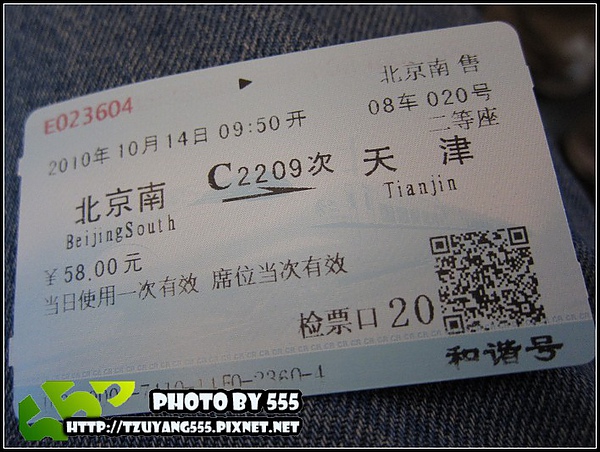 E023604
北京南 售
2010年10月14日 09:50开
08车 020号
二等座
北京南 C2209次 天津
BeijingSouth Tianjin
¥58.00元
当日使用一次有效 席位当次有效
检票口20
和谐号
PHOTO BY 555
HTTP://TZUYANG555.PIXNET.NET